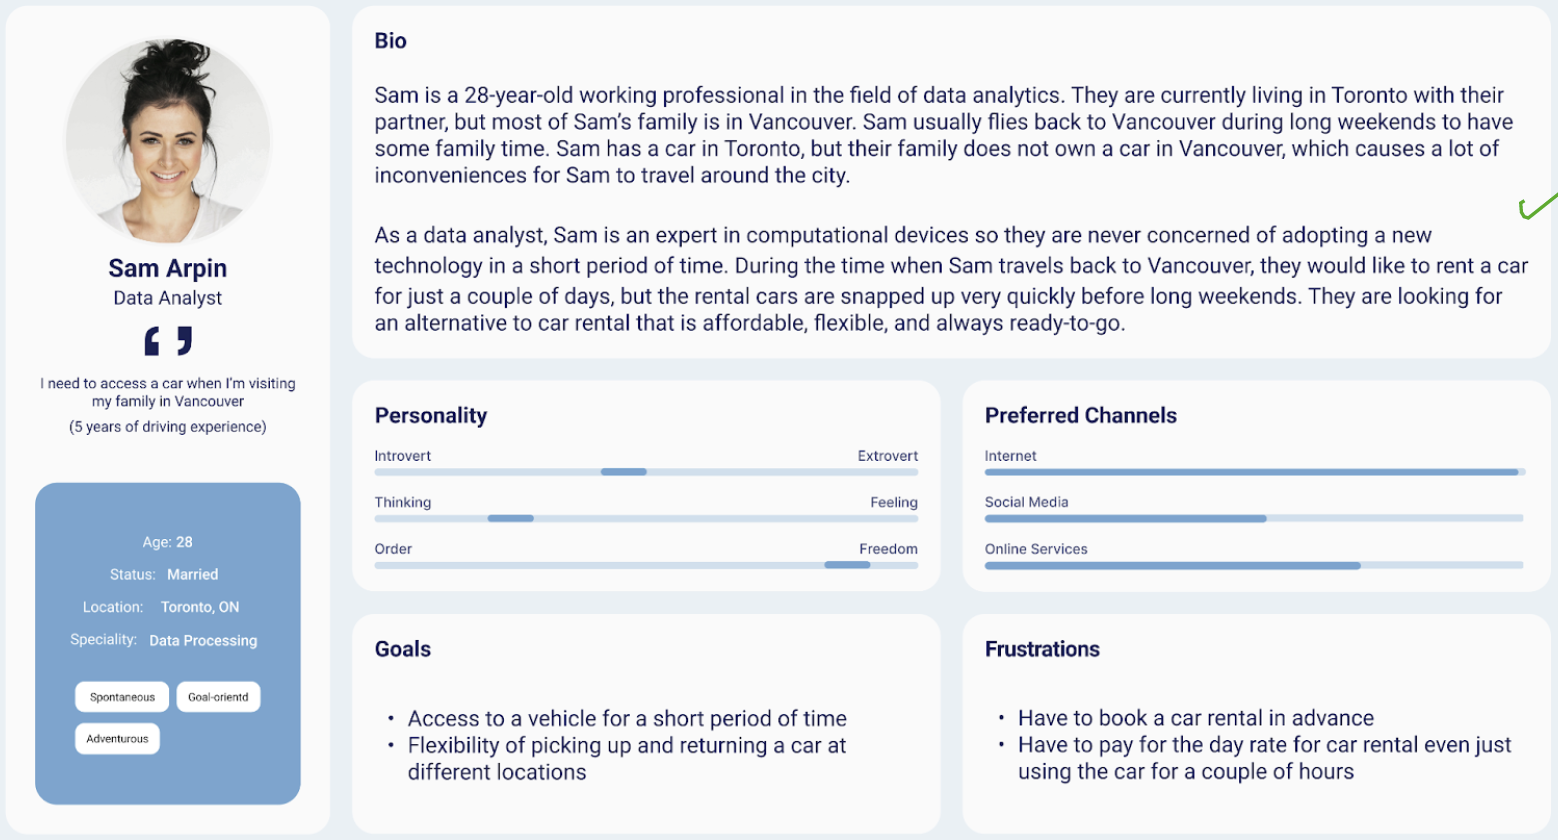 Sam Arpin
Data Analyst
I need to access a car when I'm visiting
my family in Vancouver
(5 years of driving experience)
Age: 28
Status: Married
Location: Toronto, ON
Speciality: Data Processing
Spontaneous Goal-orientd
Adventurous
Bio
Sam is a 28-year-old working professional in the field of data analytics. They are currently living in Toronto with their
partner, but most of Sam's family is in Vancouver. Sam usually flies back to Vancouver during long weekends to have
some family time. Sam has a car in Toronto, but their family does not own a car in Vancouver, which causes a lot of
inconveniences for Sam to travel around the city.
As a data analyst, Sam is an expert in computational devices so they are never concerned of adopting a new
technology in a short period of time. During the time when Sam travels back to Vancouver, they would like to rent a car
for just a couple of days, but the rental cars are snapped up very quickly before long weekends. They are looking for
an alternative to car rental that is affordable, flexible, and always ready-to-go.
Personality
Introvert Extrovert
Thinking Feeling
Order Freedom
Preferred Channels
Internet
Social Media
Online Services
Goals
• Access to a vehicle for a short period of time
• Flexibility of picking up and returning a car at
different locations
Frustrations
• Have to book a car rental in advance
• Have to pay for the day rate for car rental even just
using the car for a couple of hours